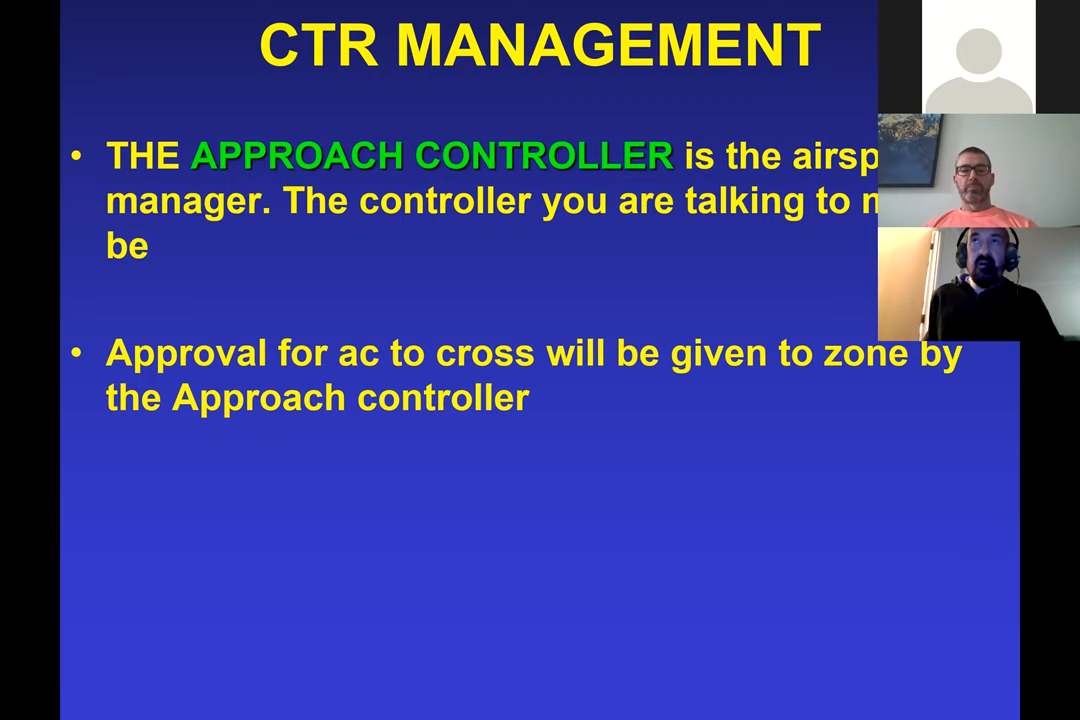 CTR MANAGEMENT
• THE APPROACH CONTROLLER is the
manager. The controller you are talking to
be
• Approval for ac to cross will be given to zone by
the Approach controller